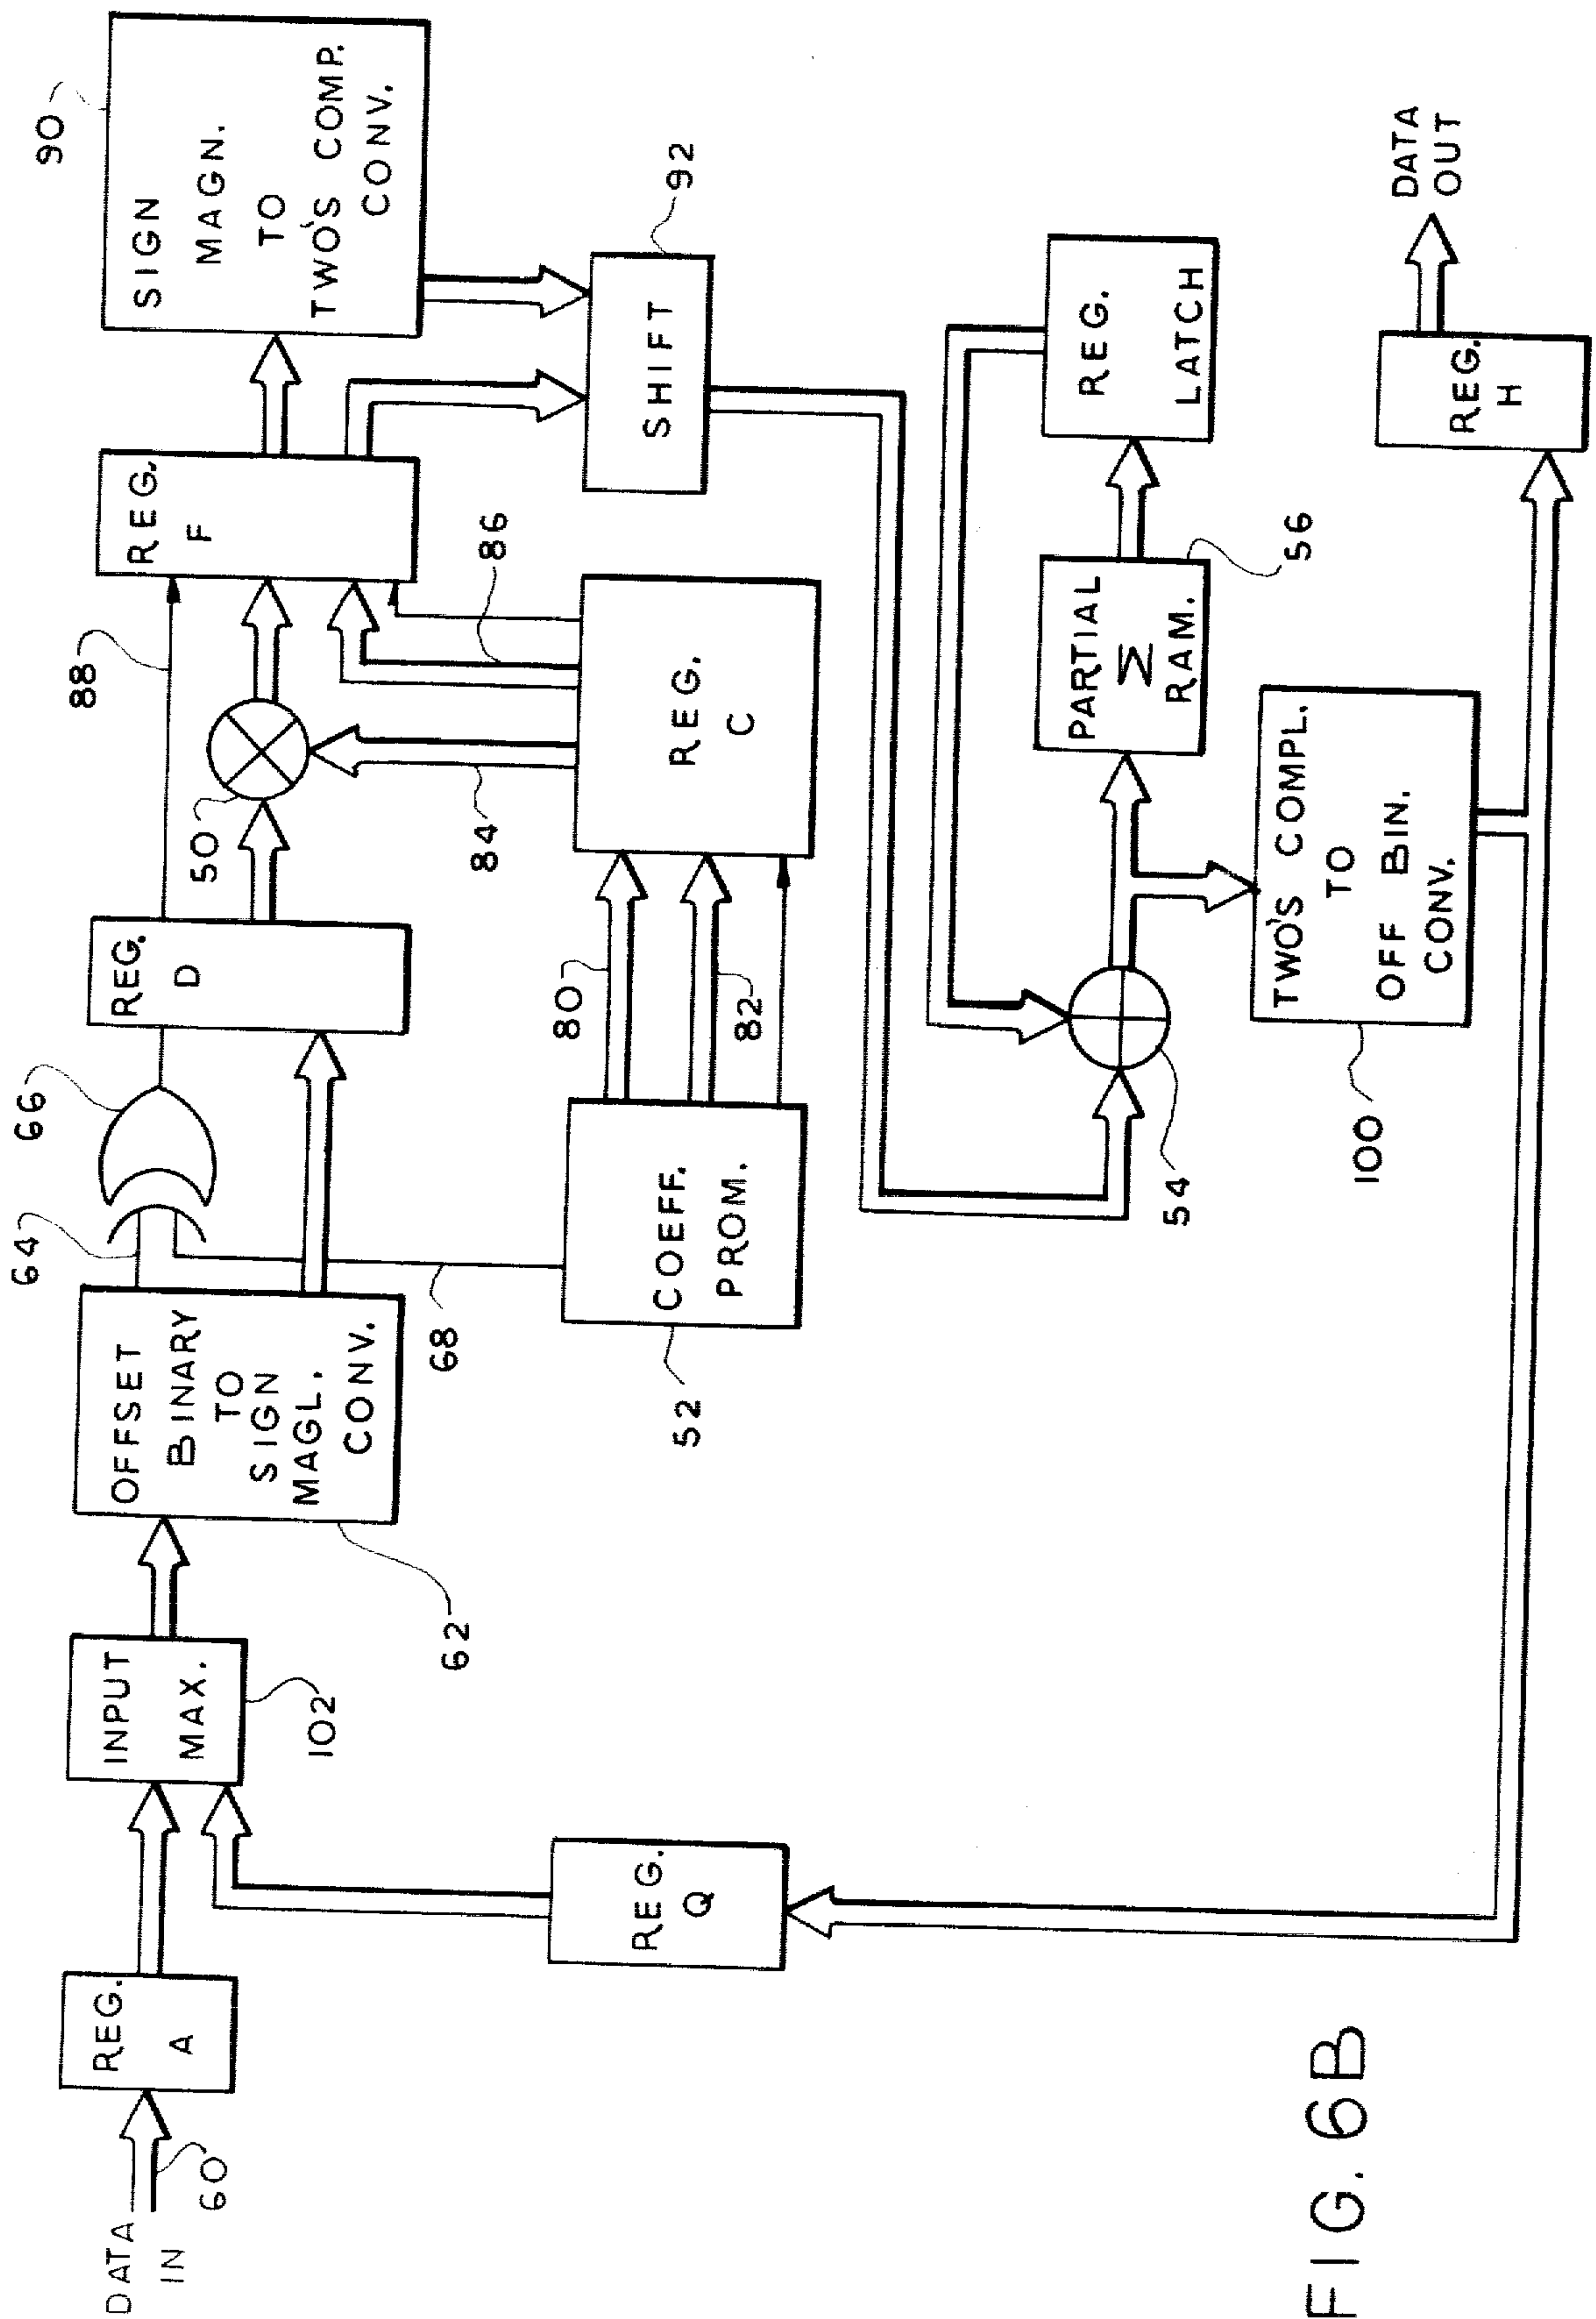 DATA
IN
60
REG.
A
INPUT
MAX.
102
OFFSET
BINARY
TO
SIGN
MAGL.
CONV.
62
64
66
68
REG.
D
88
50
REG.
F
SIGN
MAGN.
TO
TWO'S COMP.
CONV.
90
COEFF.
PROM.
52
80
82
REG.
C
84
86
SHIFT
92
REG.
Q
54
PARTIAL
Σ
RAM.
56
REG.
LATCH
TWO'S COMPL.
TO
OFF BIN.
CONV.
100
REG.
H
DATA
OUT
FIG. 6B